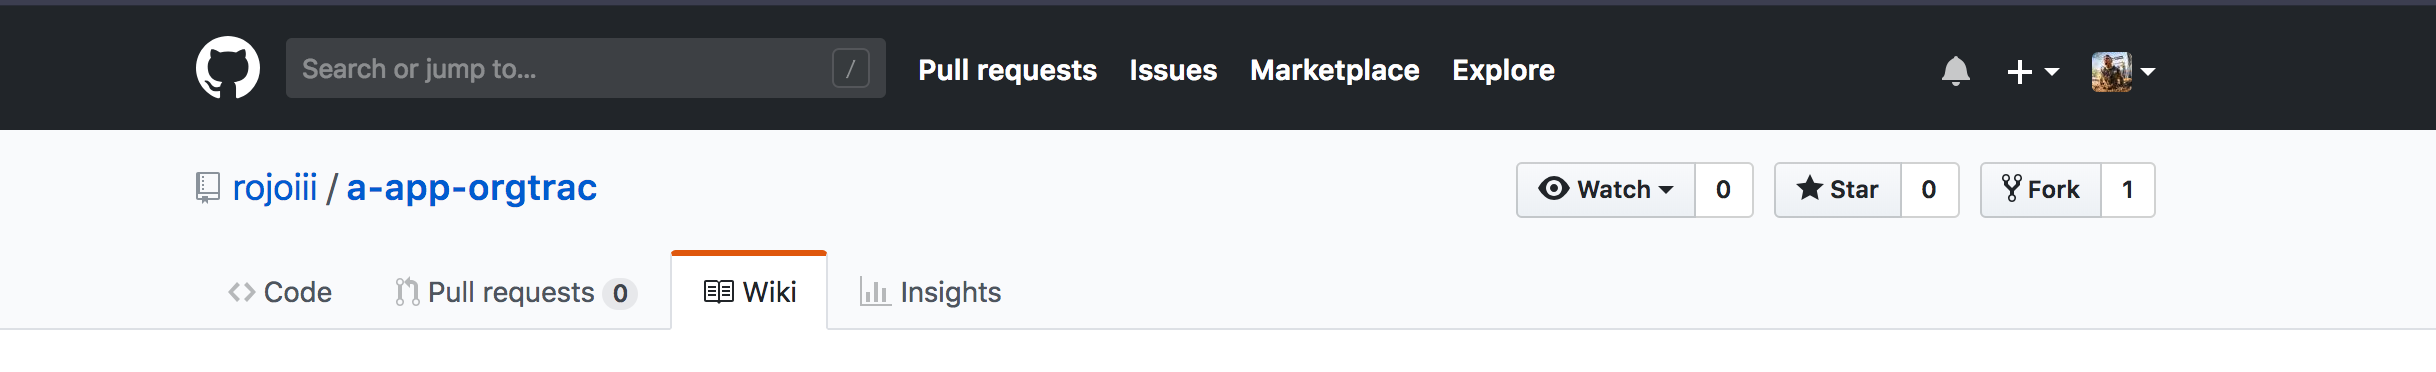 Search or jump to... / Pull requests Issues Marketplace Explore
rojoiii / a-app-orgtrac Watch 0 Star 0 Fork 1
Code Pull requests 0 Wiki Insights